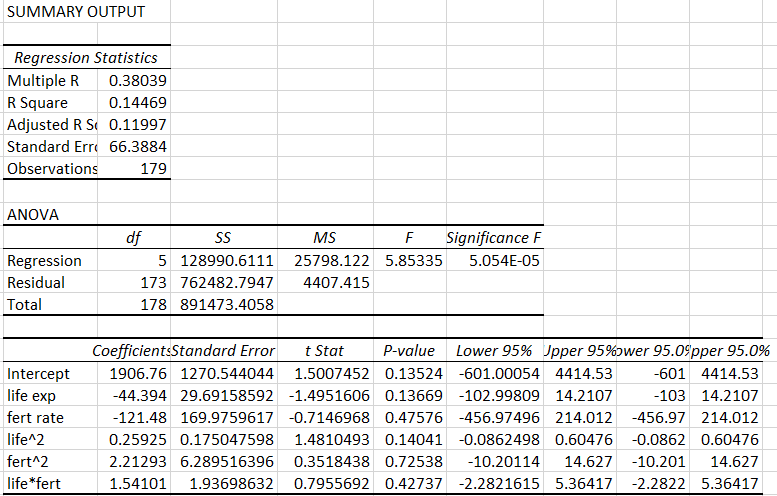 SUMMARY OUTPUT
Regression Statistics
Multiple R 0.38039
R Square 0.14469
Adjusted R Sq 0.11997
Standard Erro 66.3884
Observations 179
ANOVA
df SS MS F Significance F
Regression 5 128990.6111 25798.122 5.85335 5.054E-05
Residual 173 762482.7947 4407.415
Total 178 891473.4058
Coefficients Standard Error t Stat P-value Lower 95% Upper 95% ower 95.0% pper 95.0%
Intercept 1906.76 1270.544044 1.5007452 0.13524 -601.00054 4414.53 -601 4414.53
life exp -44.394 29.69158592 -1.4951606 0.13669 -102.99809 14.2107 -103 14.2107
fert rate -121.48 169.9759617 -0.7146968 0.47576 -456.97496 214.012 -456.97 214.012
life^2 0.25925 0.175047598 1.4810493 0.14041 -0.0862498 0.60476 -0.0862 0.60476
fert^2 2.21293 6.289516396 0.3518438 0.72538 -10.20114 14.627 -10.201 14.627
life*fert 1.54101 1.93698632 0.7955692 0.42737 -2.2821615 5.36417 -2.2822 5.36417